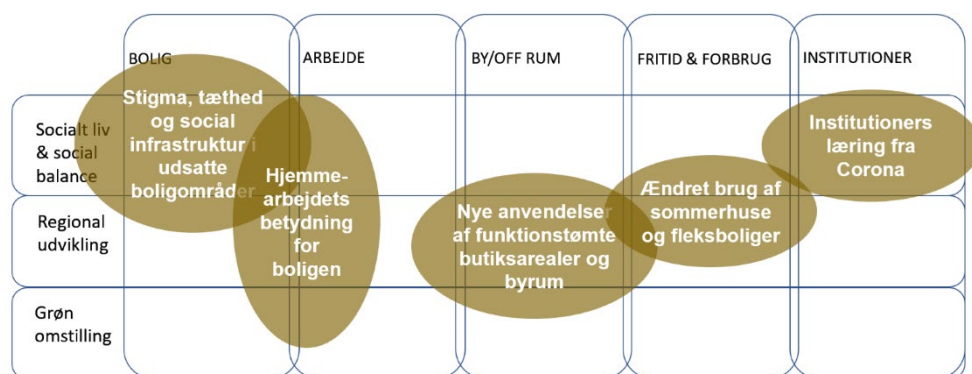 BOLIG
ARBEJDE
BY/OFF RUM
FRITID & FORBRUG
INSTITUTIONER
Socialt liv
& social
balance
Regional
udvikling
Grøn
omstilling
Stigma, tæthed
og social
infrastruktur i
udsatte
boligområder
Hjemme-
arbejdets
betydning
for
boligen
Nye anvendelser
af funktionstømte
butiksarealer og
byrum
Ændret brug af
sommerhuse
og fleksboliger
Institutioners
læring fra
Corona